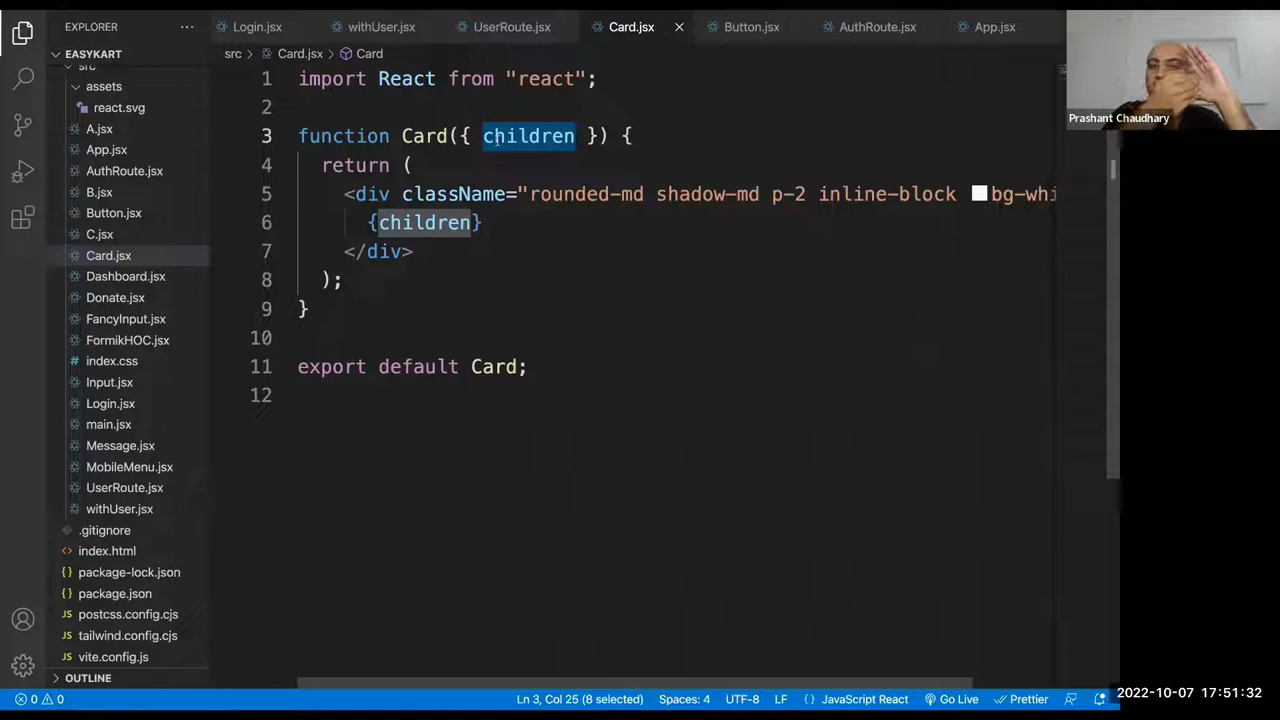 EXPLORER
Login.jsx
withUser.jsx
UserRoute.jsx
Card.jsx
Button.jsx
AuthRoute.jsx
App.jsx
EASYKART
src > Card.jsx > Card
src
assets
react.svg
A.jsx
App.jsx
AuthRoute.jsx
B.jsx
Button.jsx
C.jsx
Card.jsx
Dashboard.jsx
Donate.jsx
FancyInput.jsx
FormikHOC.jsx
index.css
Input.jsx
Login.jsx
main.jsx
Message.jsx
MobileMenu.jsx
UserRoute.jsx
withUser.jsx
.gitignore
index.html
package-lock.json
package.json
postcss.config.cjs
tailwind.config.cjs
vite.config.js
OUTLINE
1 import React from "react";
2
3 function Card({ children }) {
4 return (
5 <div className="rounded-md shadow-md p-2 inline-block bg-whi
6 {children}
7 </div>
8 );
9 }
10
11 export default Card;
12
Prashant Chaudhary
0 0
Ln 3, Col 25 (8 selected)
Spaces: 4
UTF-8
LF
{ } JavaScript React
Go Live
Prettier
2022-10-07 17:51:32